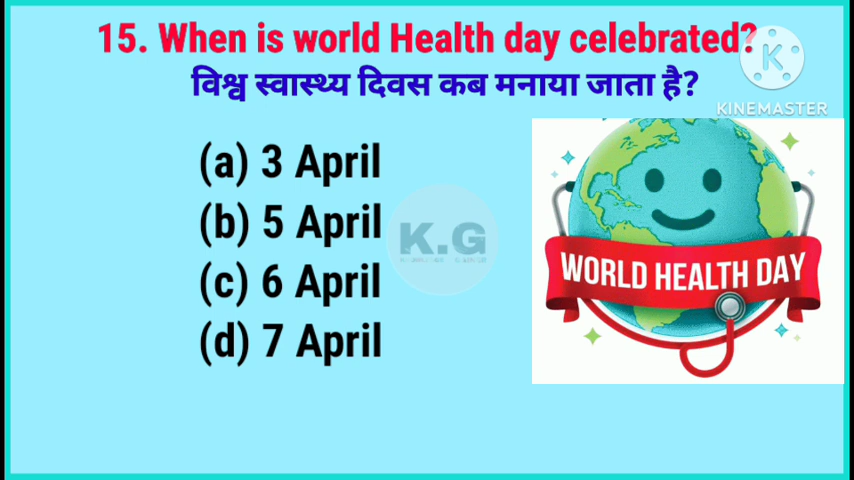 15. When is world Health day celebrated?
विश्व स्वास्थ्य दिवस कब मनाया जाता है?
KINEMASTER
(a) 3 April
(b) 5 April
(c) 6 April
(d) 7 April
K.G
WORLD HEALTH DAY